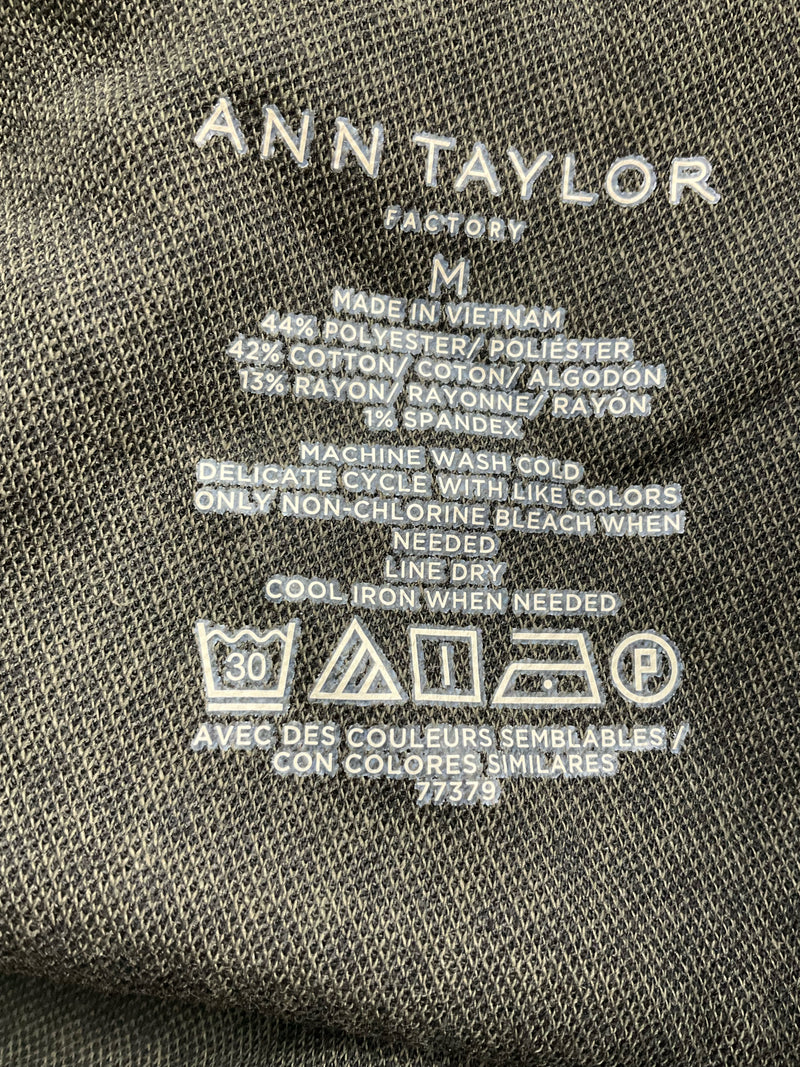 ANN TAYLOR
FACTORY
M
MADE IN VIETNAM
44% POLYESTER/ POLIÉSTER
42% COTTON/ COTON/ ALGODÓN
13% RAYON/ RAYONNE/ RAYÓN
1% SPANDEX
MACHINE WASH COLD
DELICATE CYCLE WITH LIKE COLORS
ONLY NON-CHLORINE BLEACH WHEN
NEEDED
LINE DRY
COOL IRON WHEN NEEDED
30 P
AVEC DES COULEURS SEMBLABLES /
CON COLORES SIMILARES
77379